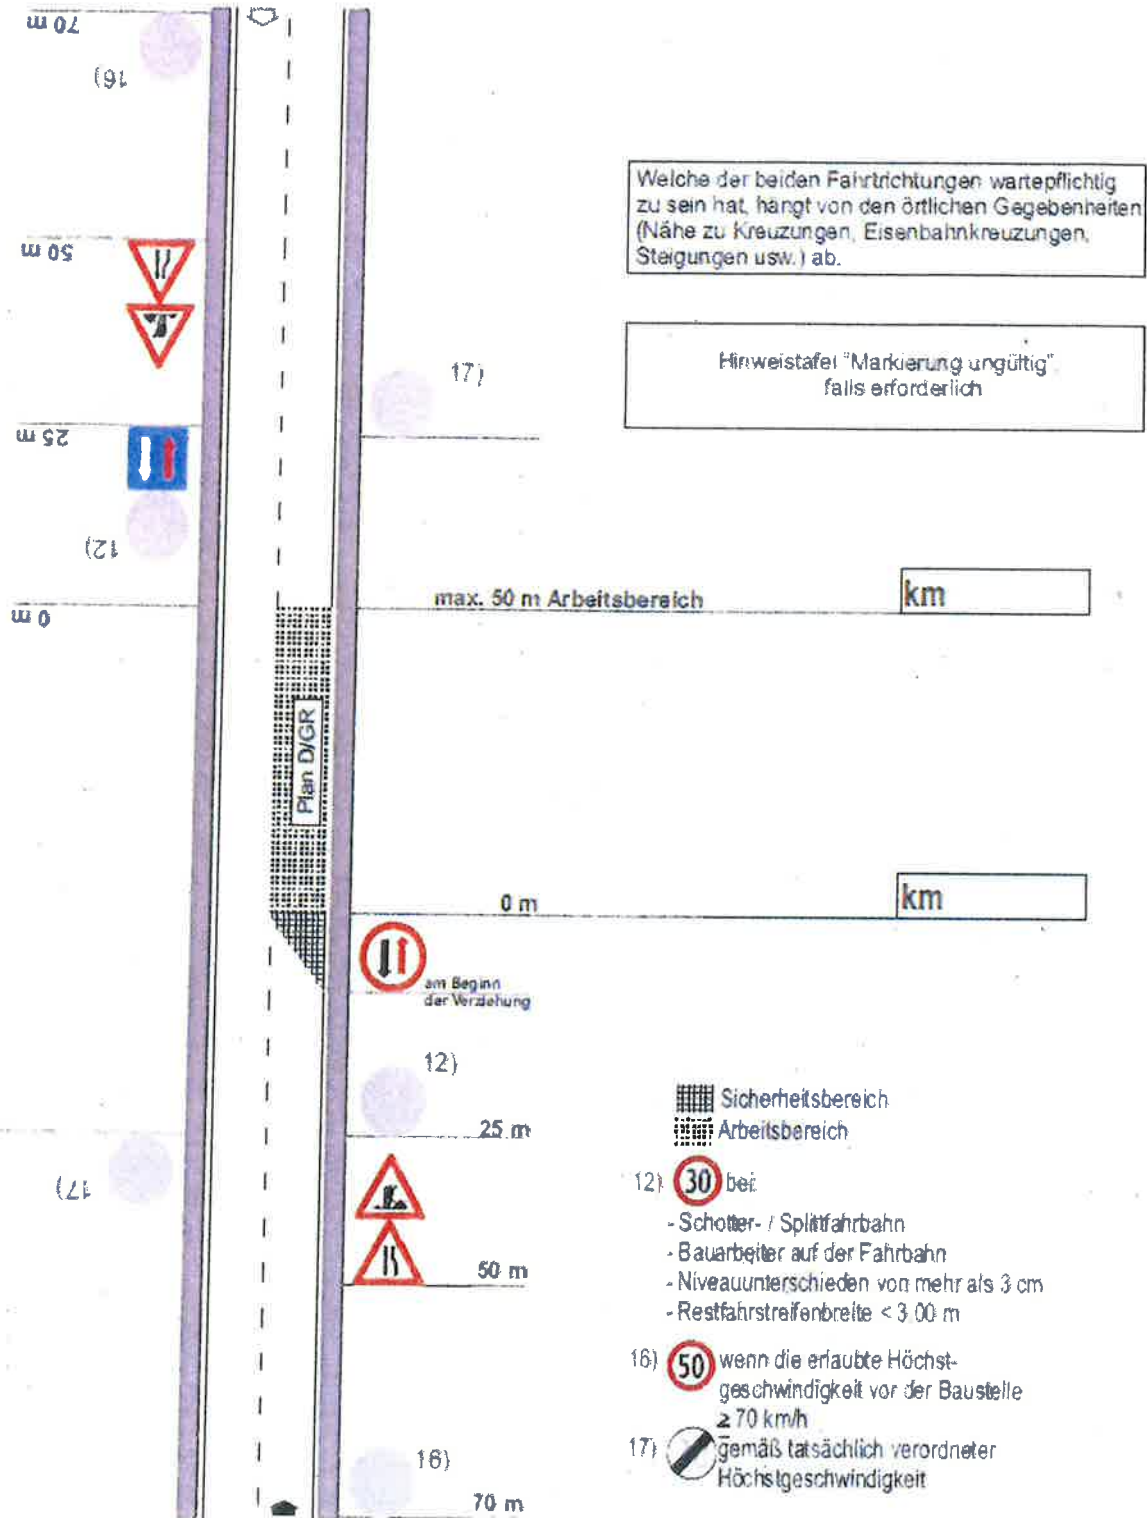 70 m
16)
Welche der beiden Fahrtrichtungen wartepflichtig
zu sein hat, hängt von den örtlichen Gegebenheiten
(Nähe zu Kreuzungen, Eisenbahnkreuzungen,
Steigungen usw.) ab.
50 m
Hinweistafel "Markierung ungültig"
falls erforderlich
17)
25 m
12)
0 m
max. 50 m Arbeitsbereich
km
Plan D/GR
0 m
km
am Beginn
der Verziehung
12)
25 m
17)
50 m
16)
70 m
Sicherheitsbereich
Arbeitsbereich
12) 30 bei
- Schotter- / Splittfahrbahn
- Bauarbeiter auf der Fahrbahn
- Niveauunterschieden von mehr als 3 cm
- Restfahrstreifenbreite < 3,00 m
16) 50 wenn die erlaubte Höchst-
geschwindigkeit vor der Baustelle
≥ 70 km/h
17) gemäß tatsächlich verordneter
Höchstgeschwindigkeit